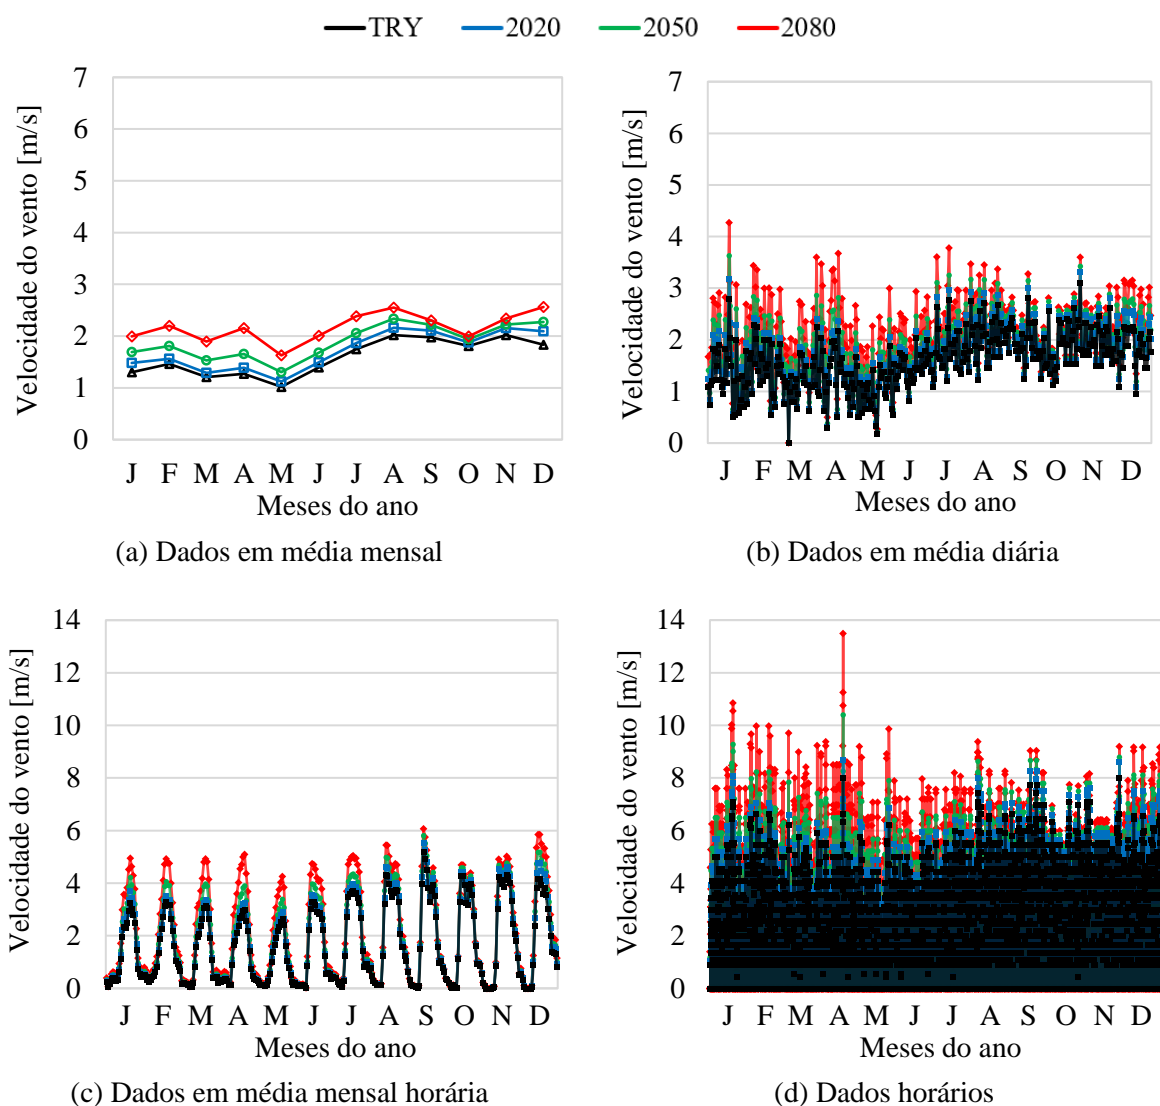 TRY 2020 2050 2080
Velocidade do vento [m/s]
7
6
5
4
3
2
1
0
J F M A M J J A S O N D
Meses do ano
(a) Dados em média mensal
Velocidade do vento [m/s]
7
6
5
4
3
2
1
0
J F M A M J J A S O N D
Meses do ano
(b) Dados em média diária
Velocidade do vento [m/s]
14
12
10
8
6
4
2
0
J F M A M J J A S O N D
Meses do ano
(c) Dados em média mensal horária
Velocidade do vento [m/s]
14
12
10
8
6
4
2
0
J F M A M J J A S O N D
Meses do ano
(d) Dados horários